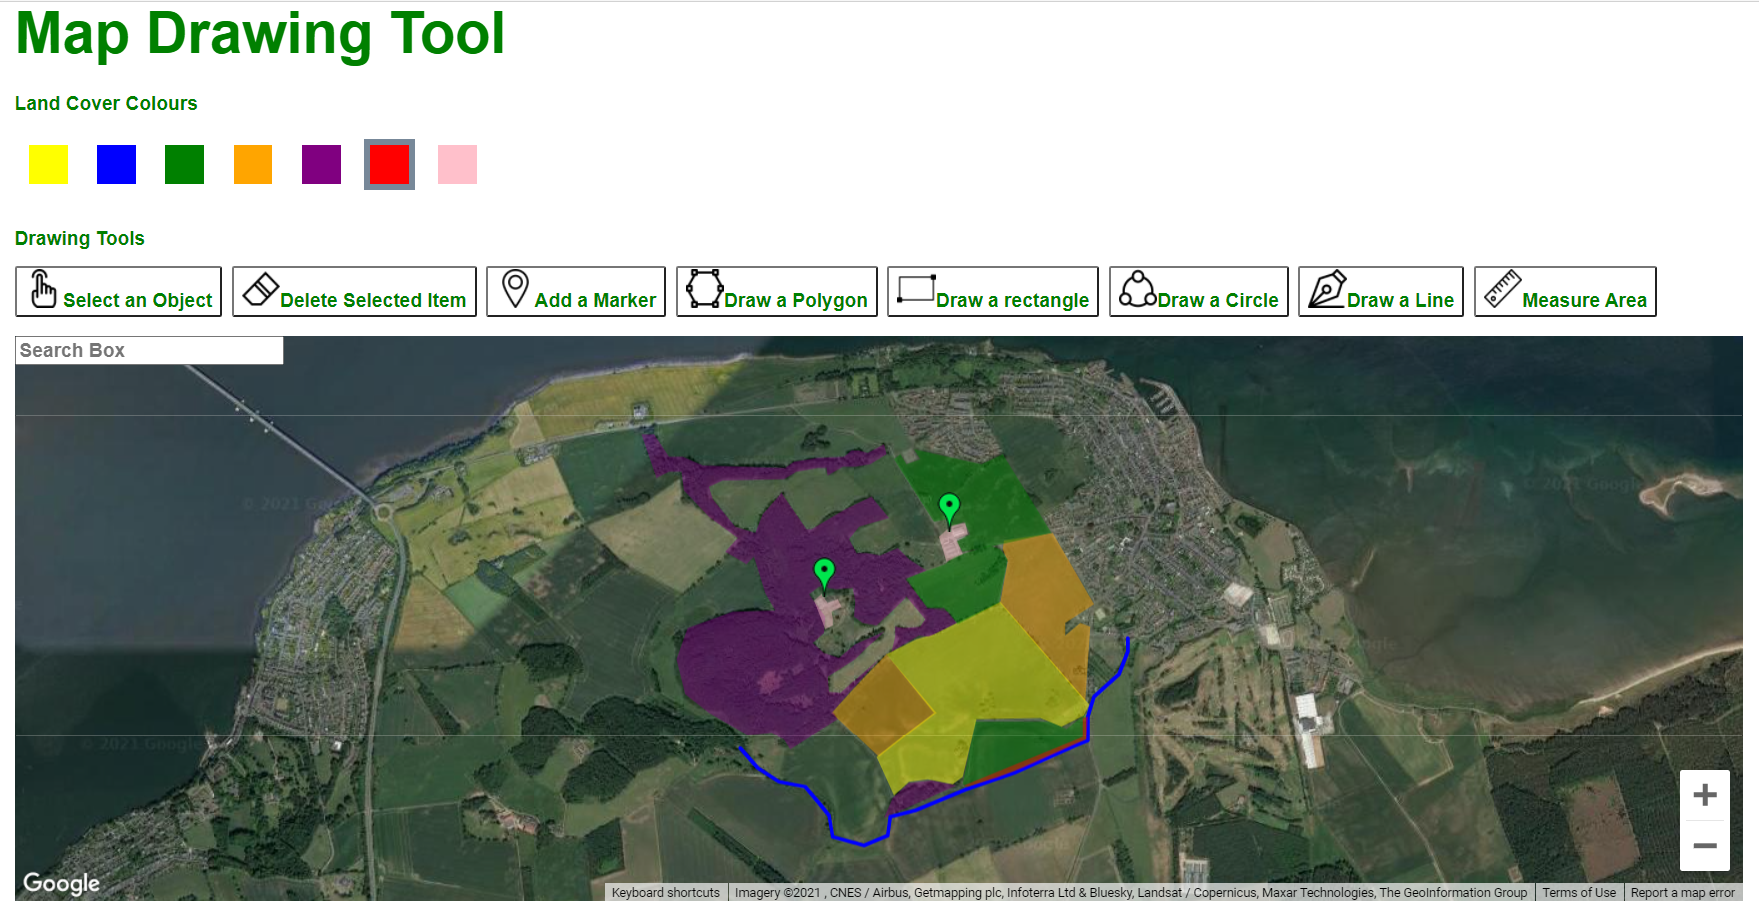 Map Drawing Tool
Land Cover Colours
Drawing Tools
Select an Object
Delete Selected Item
Add a Marker
Draw a Polygon
Draw a rectangle
Draw a Circle
Draw a Line
Measure Area
Search Box
© 2021 Google
© 2021 Google
© 2021 Google
Google
Keyboard shortcuts
Imagery ©2021 , CNES / Airbus, Getmapping plc, Infoterra Ltd & Bluesky, Landsat / Copernicus, Maxar Technologies, The GeoInformation Group
Terms of Use
Report a map error